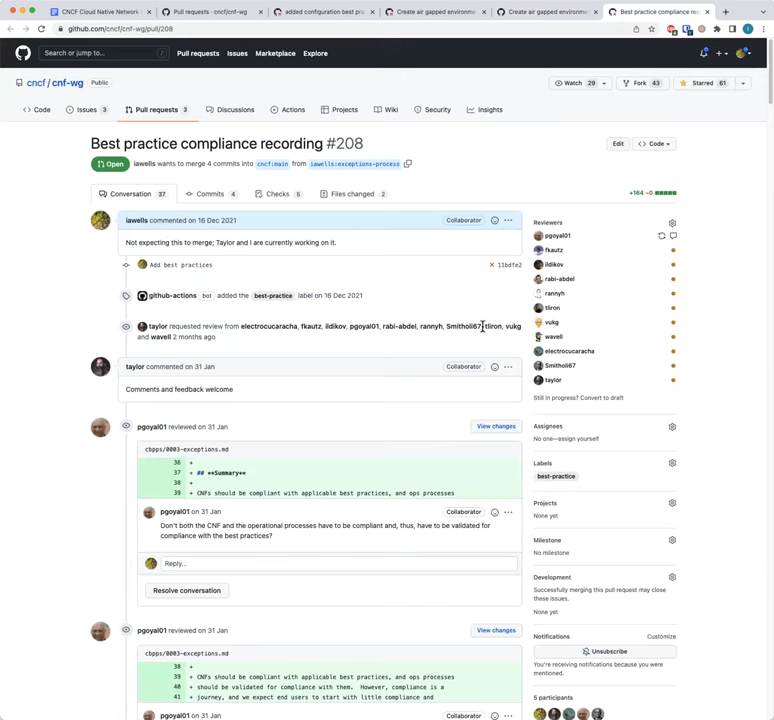 CNCF Cloud Native Network
Pull requests · cncf/cnf-wg
added configuration best pra
Create air gapped environme
Create air gapped environme
Best practice compliance rec
github.com/cncf/cnf-wg/pull/208
Search or jump to...
/
Pull requests
Issues
Marketplace
Explore
cncf / cnf-wg
Public
Watch 29
Fork 43
Starred 61
Code
Issues 3
Pull requests 3
Discussions
Actions
Projects
Wiki
Security
Insights
Best practice compliance recording #208
Edit
Code
Open
iawells wants to merge 4 commits into cncf:main from iawells:exceptions-process
Conversation 37
Commits 4
Checks 5
Files changed 2
+164 −0
iawells commented on 16 Dec 2021
Collaborator
Not expecting this to merge; Taylor and I are currently working on it.
Add best practices
11bdfe2
github-actions bot added the best-practice label on 16 Dec 2021
taylor requested review from electrocucaracha, fkautz, ildikov, pgoyal01, rabi-abdel, rannyh, Smitholi67, tliron, vukg
and wavell 2 months ago
taylor commented on 31 Jan
Collaborator
Comments and feedback welcome
pgoyal01 reviewed on 31 Jan
View changes
cbpps/0003-exceptions.md
36 +
37 + ## **Summary**
38 +
39 + CNFs should be compliant with applicable best practices, and ops processes
pgoyal01 on 31 Jan
Collaborator
Don't both the CNF and the operational processes have to be compliant and, thus, have to be validated for
compliance with the best practices?
Reply...
Resolve conversation
pgoyal01 reviewed on 31 Jan
View changes
cbpps/0003-exceptions.md
38 +
39 + CNFs should be compliant with applicable best practices, and ops processes
40 + should be validated for compliance with them. However, compliance is a
41 + journey, and we expect end users to start with little compliance and
pgoyal01 on 31 Jan
Collaborator
Reviewers
pgoyal01
fkautz
ildikov
rabi-abdel
rannyh
tliron
vukg
wavell
electrocucaracha
Smitholi67
taylor
Still in progress? Convert to draft
Assignees
No one—assign yourself
Labels
best-practice
Projects
None yet
Milestone
No milestone
Development
Successfully merging this pull request may close
these issues.
None yet
Notifications
Customize
Unsubscribe
You're receiving notifications because you were
mentioned.
5 participants